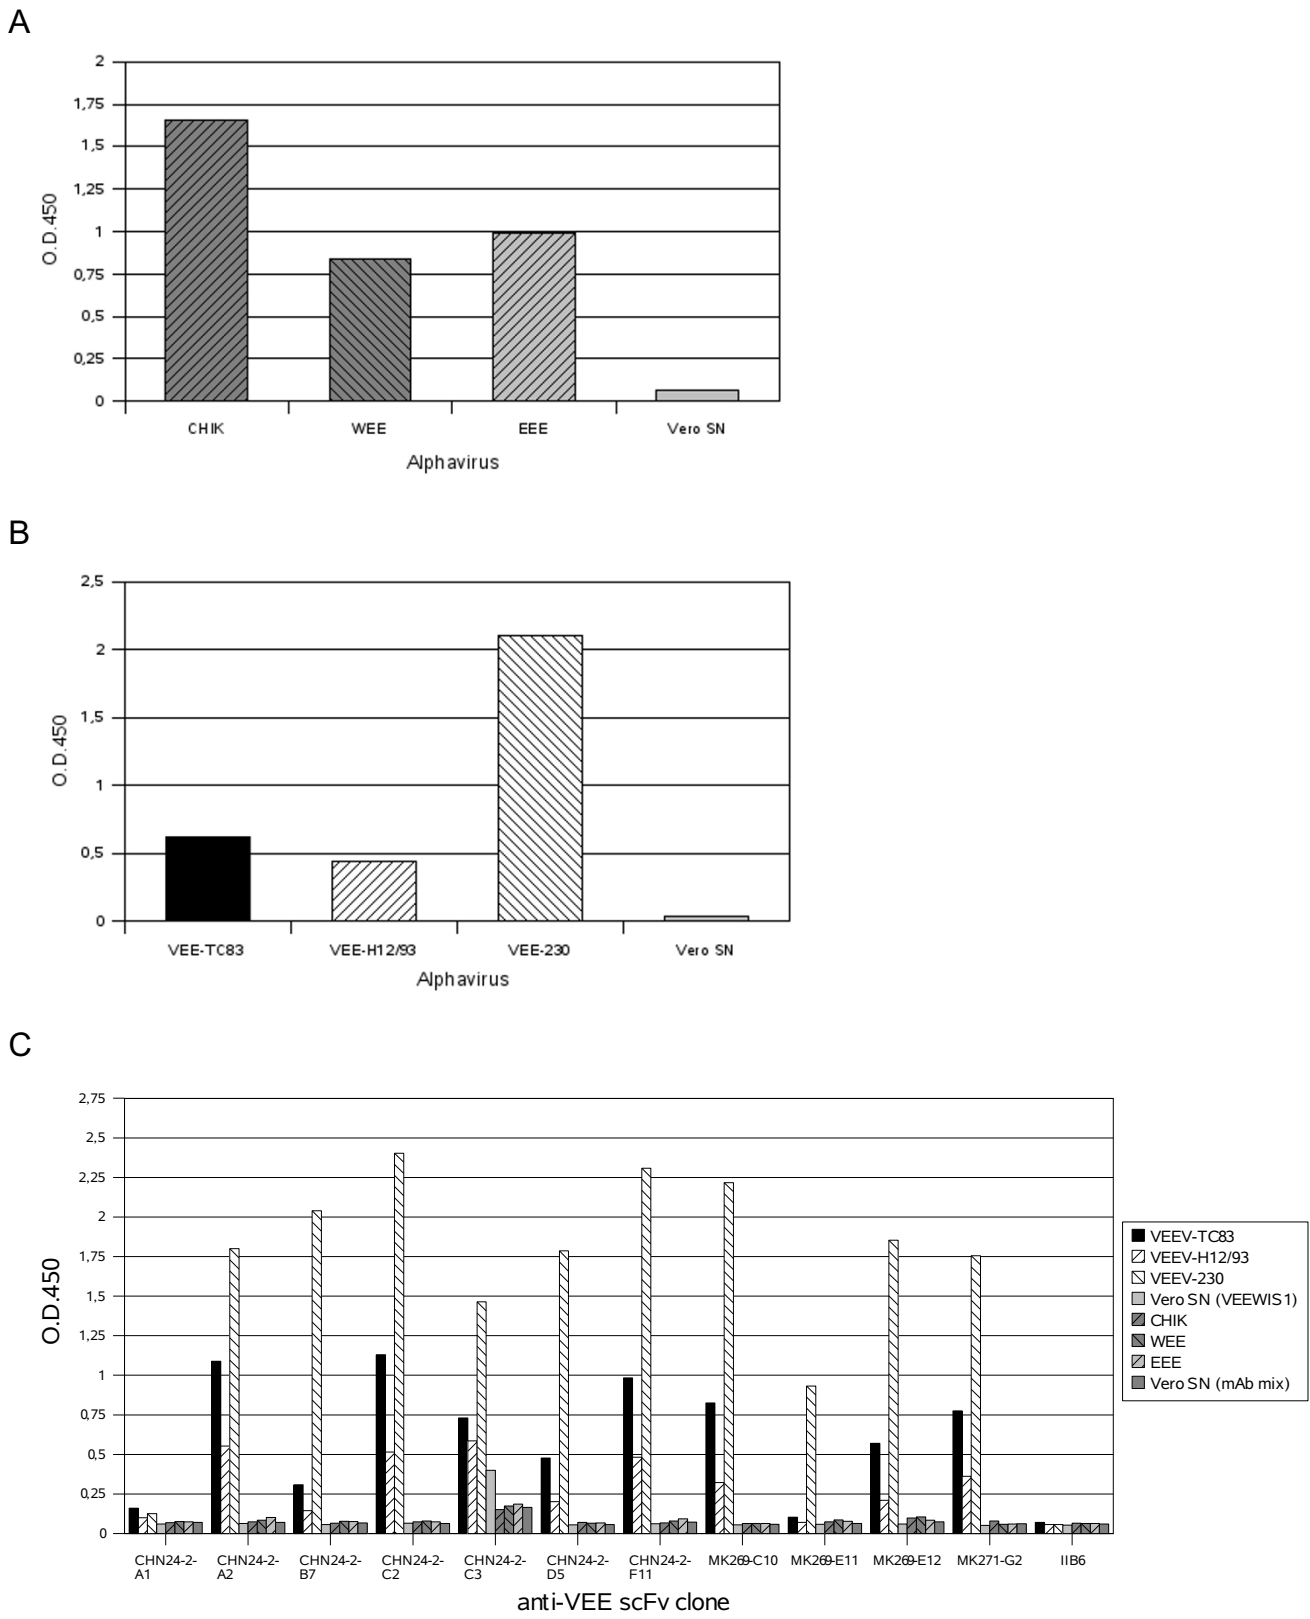 A
2
1,75
1,5
1,25
1
0,75
0,5
0,25
0
O.D.450
CHIK WEE EEE Vero SN
Alphavirus
B
2,5
2
1,5
1
0,5
0
O.D.450
VEE-TC83 VEE-H12/93 VEE-230 Vero SN
Alphavirus
C
2,75
2,5
2,25
2
1,75
1,5
1,25
1
0,75
0,5
0,25
0
O.D.450
VEEV-TC83
VEEV-H12/93
VEEV-230
Vero SN (VEEWIS1)
CHIK
WEE
EEE
Vero SN (mAb mix)
CHN24-2- CHN24-2- CHN24-2- CHN24-2- CHN24-2- CHN24-2- CHN24-2- MK269-C10 MK269-E11 MK269-E12 MK271-G2 IIB6
A1 A2 B7 C2 C3 D5 F11
anti-VEE scFv clone